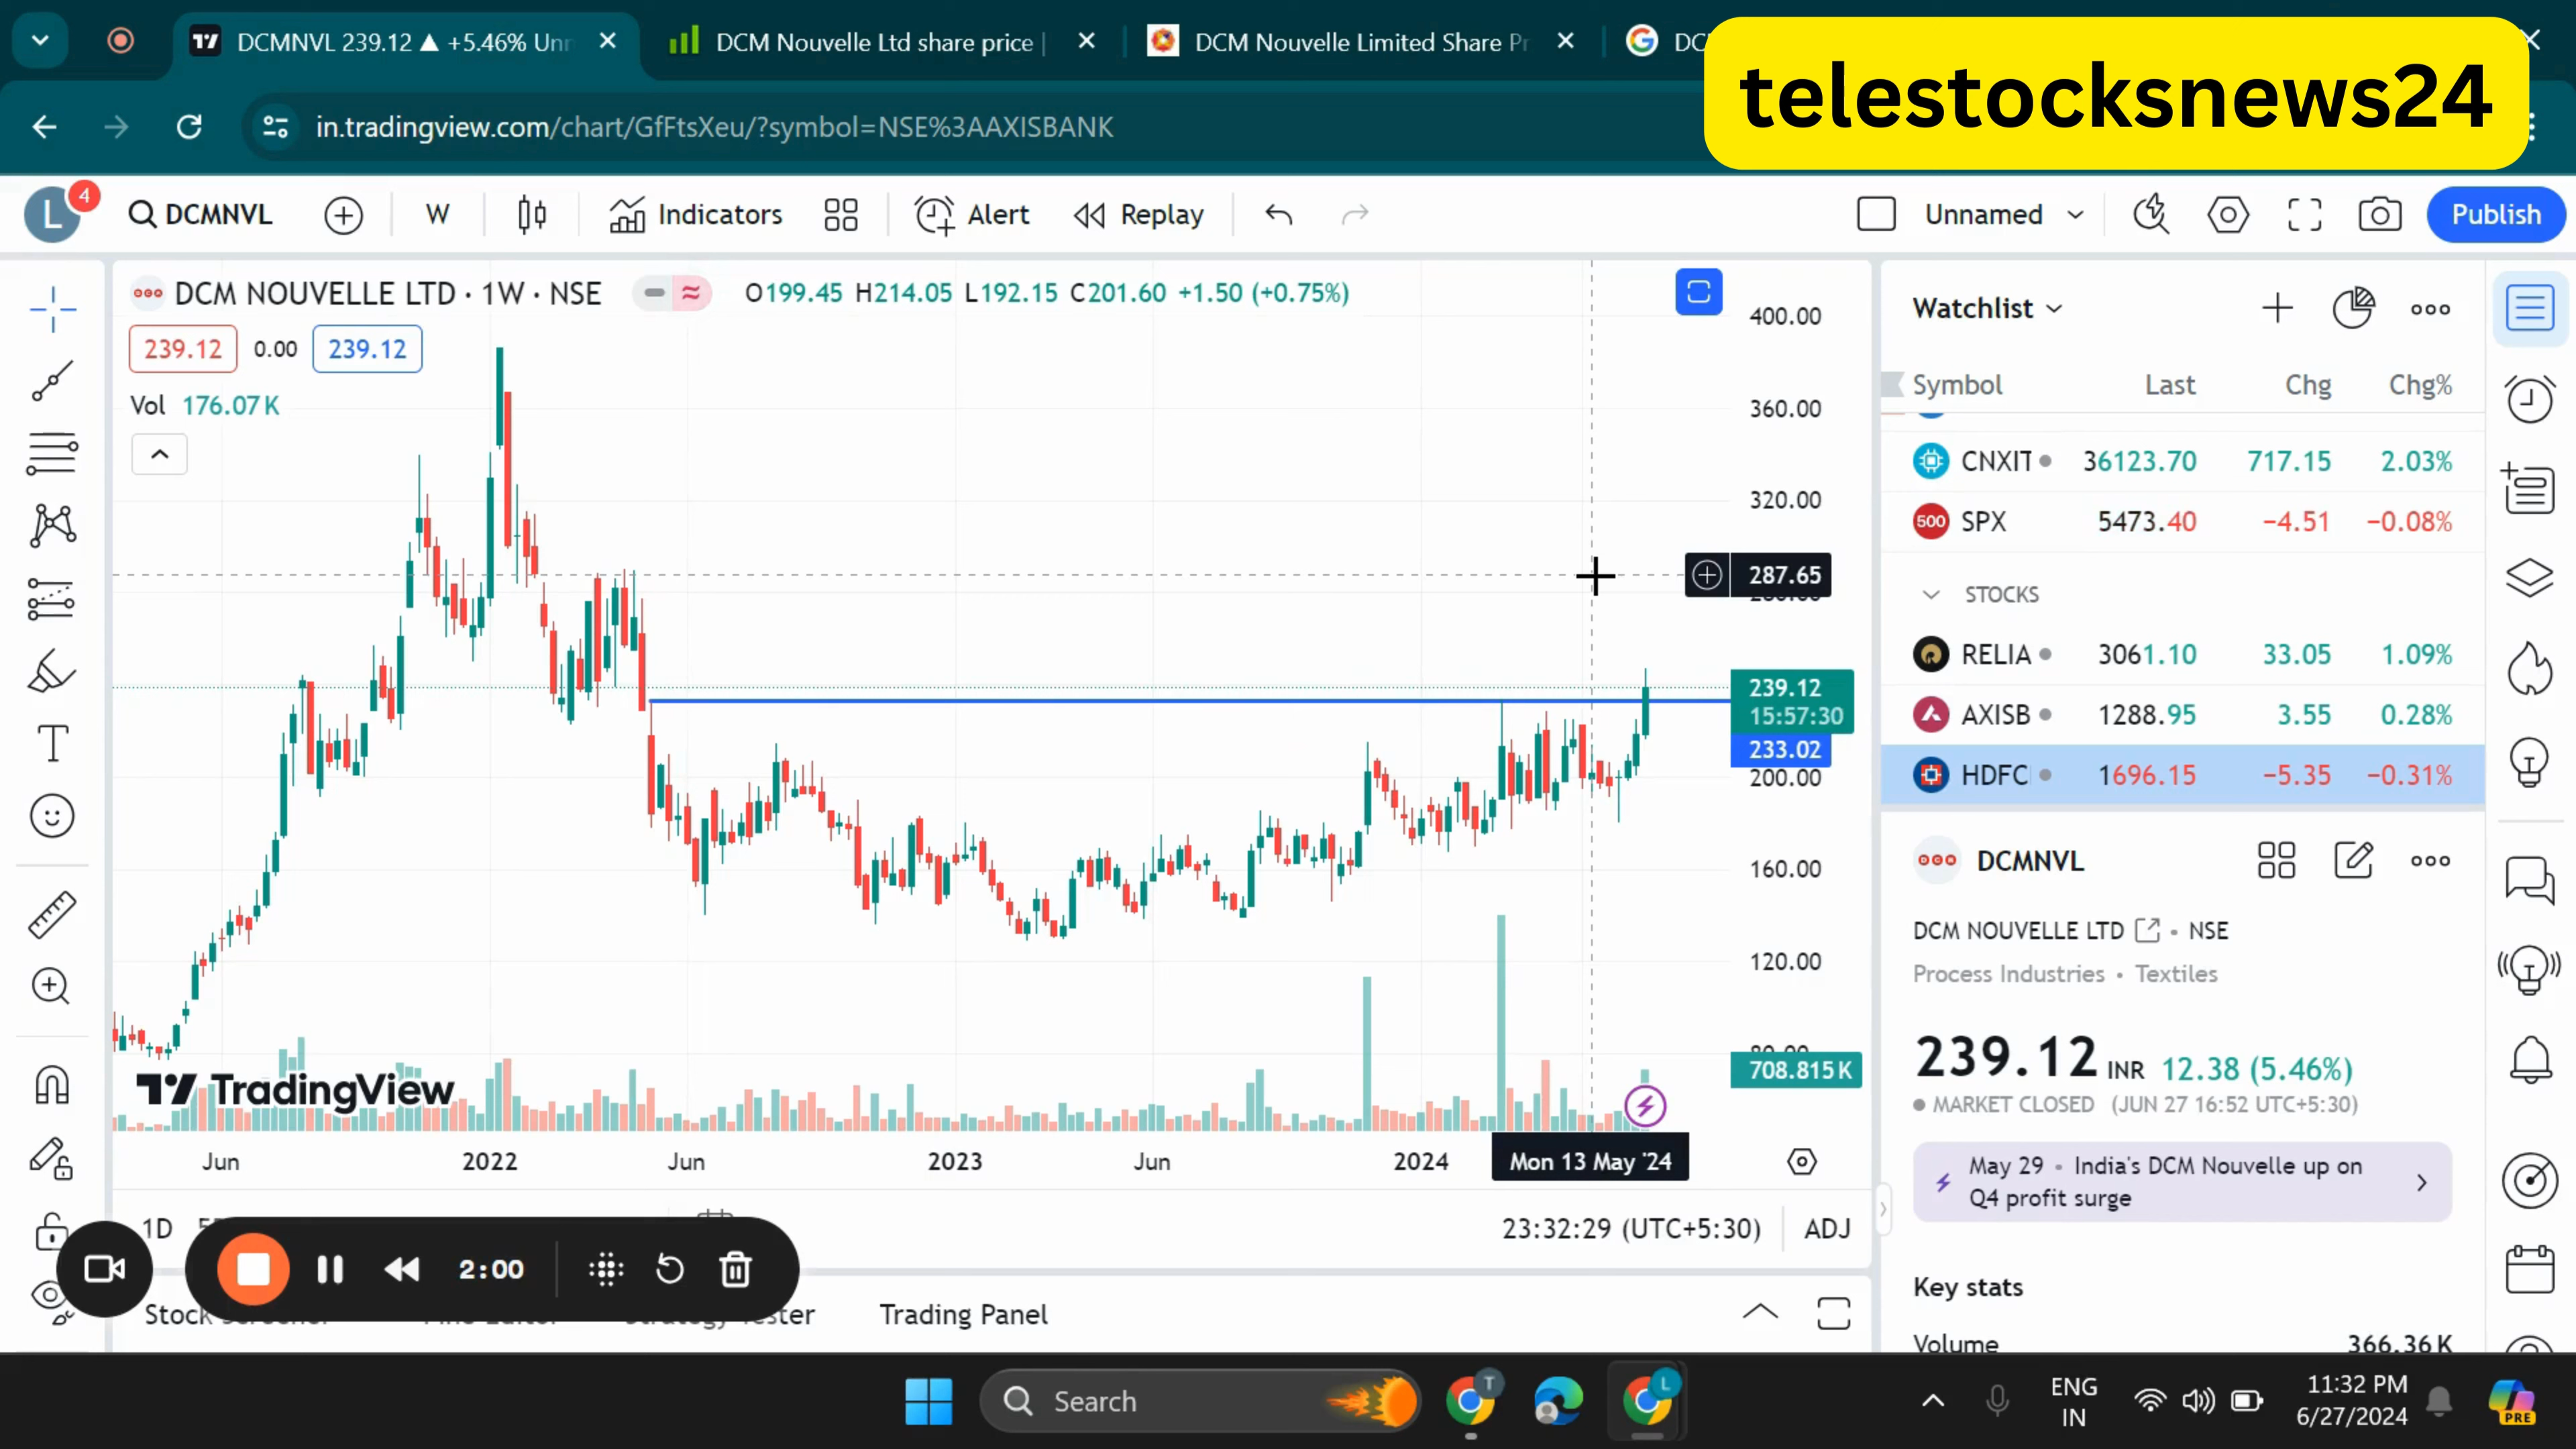 DCMNVL 239.12 ▲ +5.46% Unn
DCM Nouvelle Ltd share price |
DCM Nouvelle Limited Share Pr
telestocksnews24
in.tradingview.com/chart/GfFtsXeu/?symbol=NSE%3AAXISBANK
L 4 DCMNVL W Indicators Alert Replay Unnamed Publish
DCM NOUVELLE LTD · 1W · NSE O199.45 H214.05 L192.15 C201.60 +1.50 (+0.75%)
239.12 0.00 239.12
Vol 176.07K
400.00
360.00
320.00
287.65
239.12
15:57:30
233.02
200.00
160.00
120.00
708.815K
TradingView
Jun 2022 Jun 2023 Jun 2024 Mon 13 May '24
1D
23:32:29 (UTC+5:30) ADJ
2:00
Trading Panel
Watchlist
Symbol Last Chg Chg%
CNXIT 36123.70 717.15 2.03%
500 SPX 5473.40 −4.51 −0.08%
STOCKS
RELIA 3061.10 33.05 1.09%
AXISB 1288.95 3.55 0.28%
HDFC 1696.15 −5.35 −0.31%
DCMNVL
DCM NOUVELLE LTD • NSE
Process Industries • Textiles
239.12 INR 12.38 (5.46%)
MARKET CLOSED (JUN 27 16:52 UTC+5:30)
May 29 • India's DCM Nouvelle up on
Q4 profit surge
Key stats
Volume 366.36K
Search
T
L
ENG
IN
11:32 PM
6/27/2024
PRE